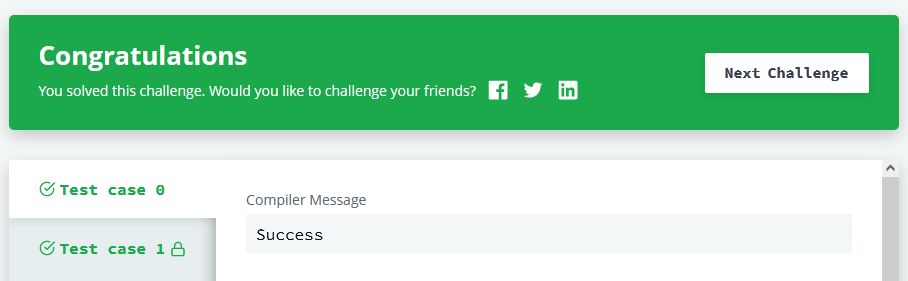 Congratulations
You solved this challenge. Would you like to challenge your friends?
Next Challenge
Test case 0
Test case 1
Compiler Message
Success